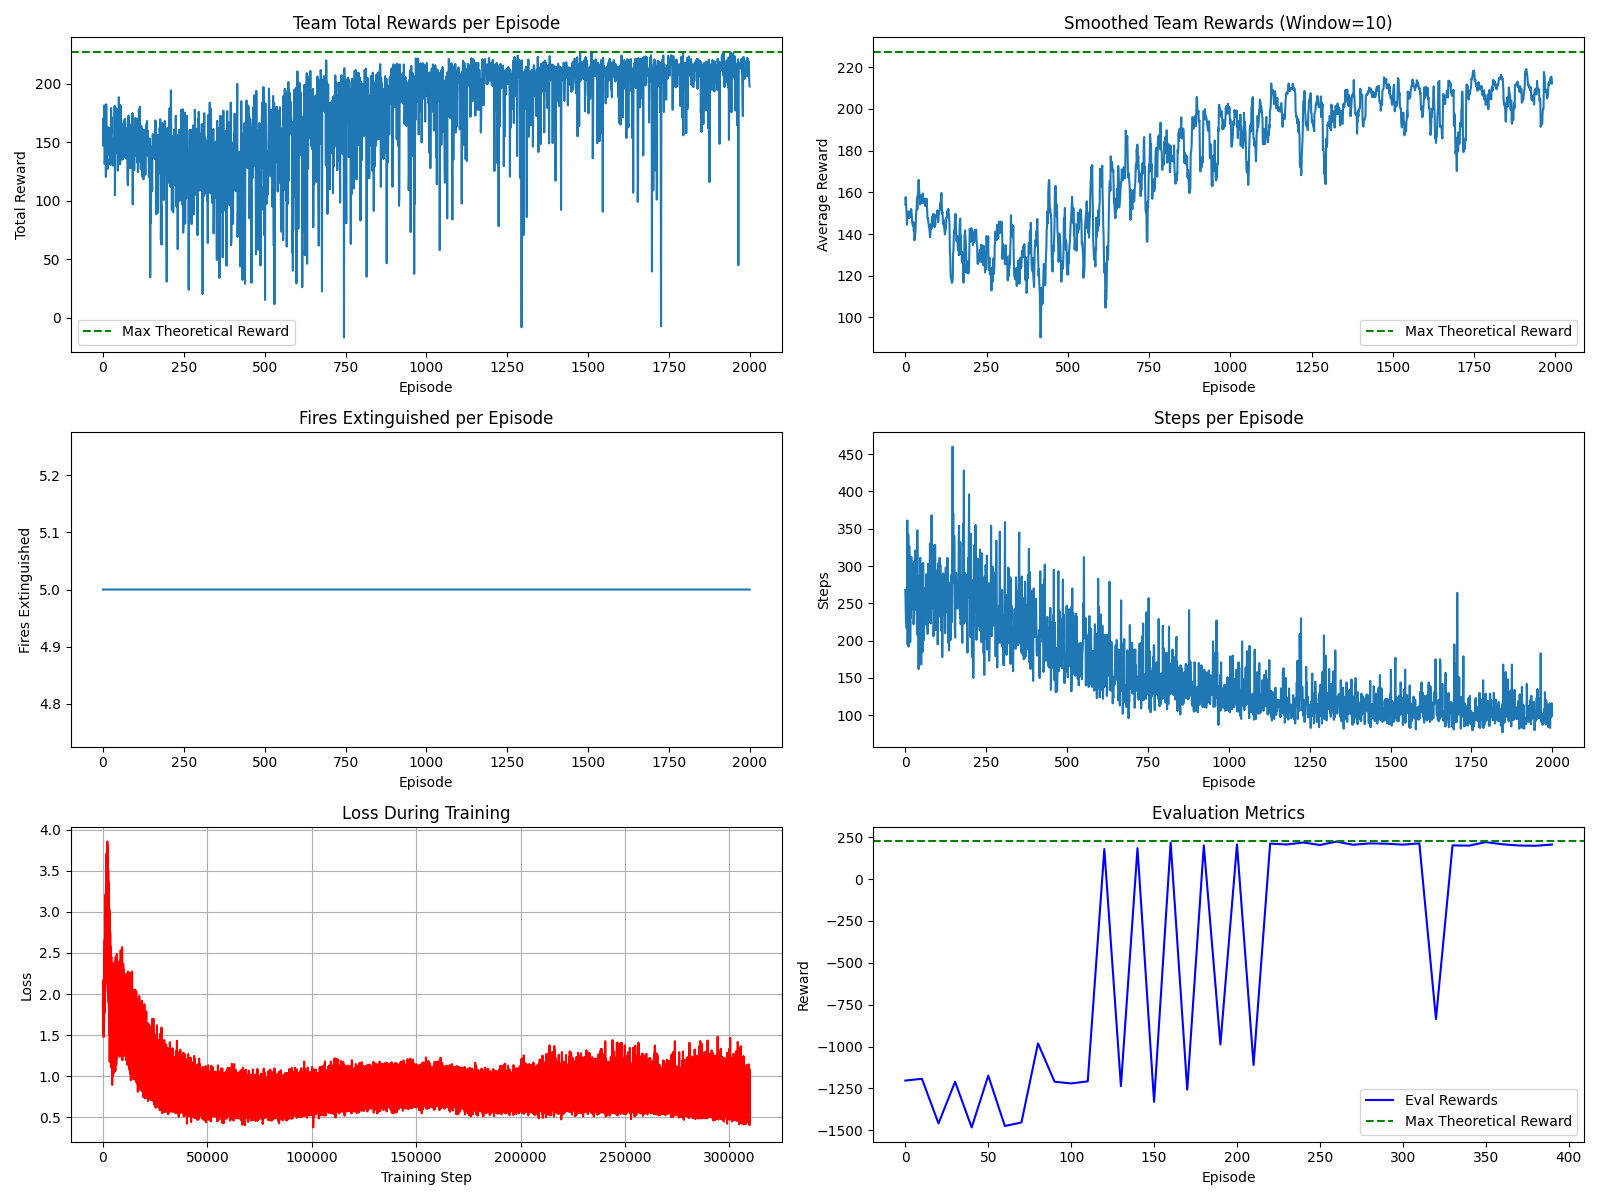 Team Total Rewards per Episode
Total Reward
200
150
100
50
0
Max Theoretical Reward
0 250 500 750 1000 1250 1500 1750 2000
Episode
Smoothed Team Rewards (Window=10)
Average Reward
220
200
180
160
140
120
100
Max Theoretical Reward
0 250 500 750 1000 1250 1500 1750 2000
Episode
Fires Extinguished per Episode
Fires Extinguished
5.2
5.1
5.0
4.9
4.8
0 250 500 750 1000 1250 1500 1750 2000
Episode
Steps per Episode
Steps
450
400
350
300
250
200
150
100
0 250 500 750 1000 1250 1500 1750 2000
Episode
Loss During Training
Loss
4.0
3.5
3.0
2.5
2.0
1.5
1.0
0.5
0 50000 100000 150000 200000 250000 300000
Training Step
Evaluation Metrics
Reward
250
0
−250
−500
−750
−1000
−1250
−1500
Eval Rewards
Max Theoretical Reward
0 50 100 150 200 250 300 350 400
Episode